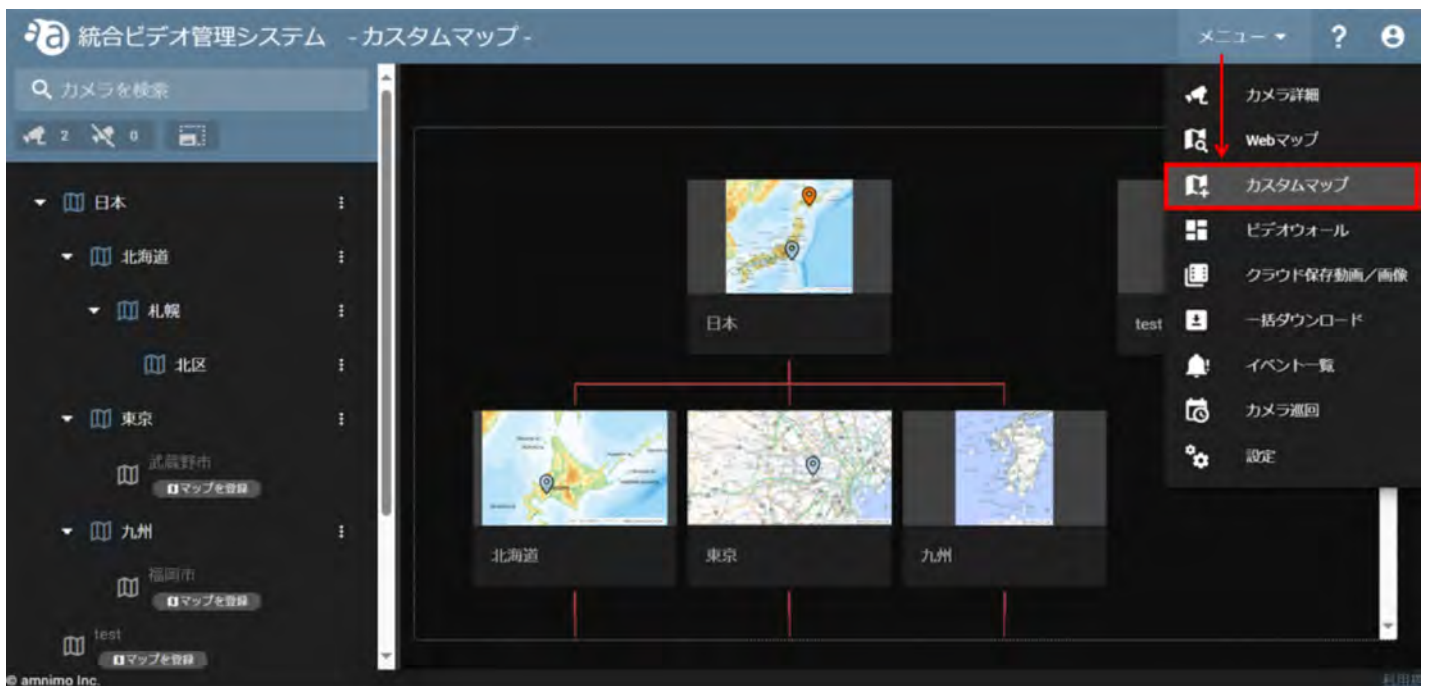 統合ビデオ管理システム - カスタムマップ -
メニュー ?
カメラを検索
2 0
日本
北海道
札幌
北区
東京
武蔵野市
マップを登録
九州
福岡市
マップを登録
test
マップを登録
日本
test
北海道
東京
九州
カメラ詳細
Webマップ
カスタムマップ
ビデオウォール
クラウド保存動画/画像
一括ダウンロード
イベント一覧
カメラ巡回
設定
© amnimo Inc.
利用規